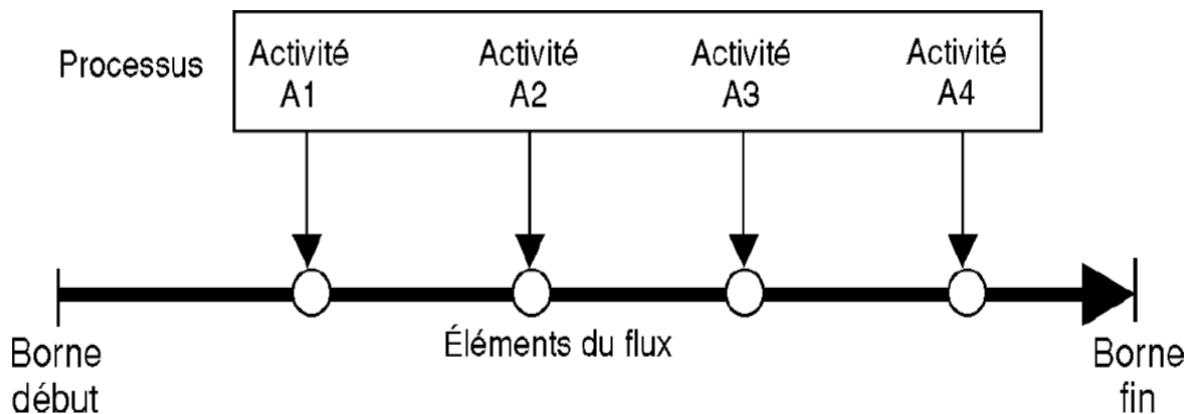 Processus
Activité
A1
Activité
A2
Activité
A3
Activité
A4
Éléments du flux
Borne
début
Borne
fin